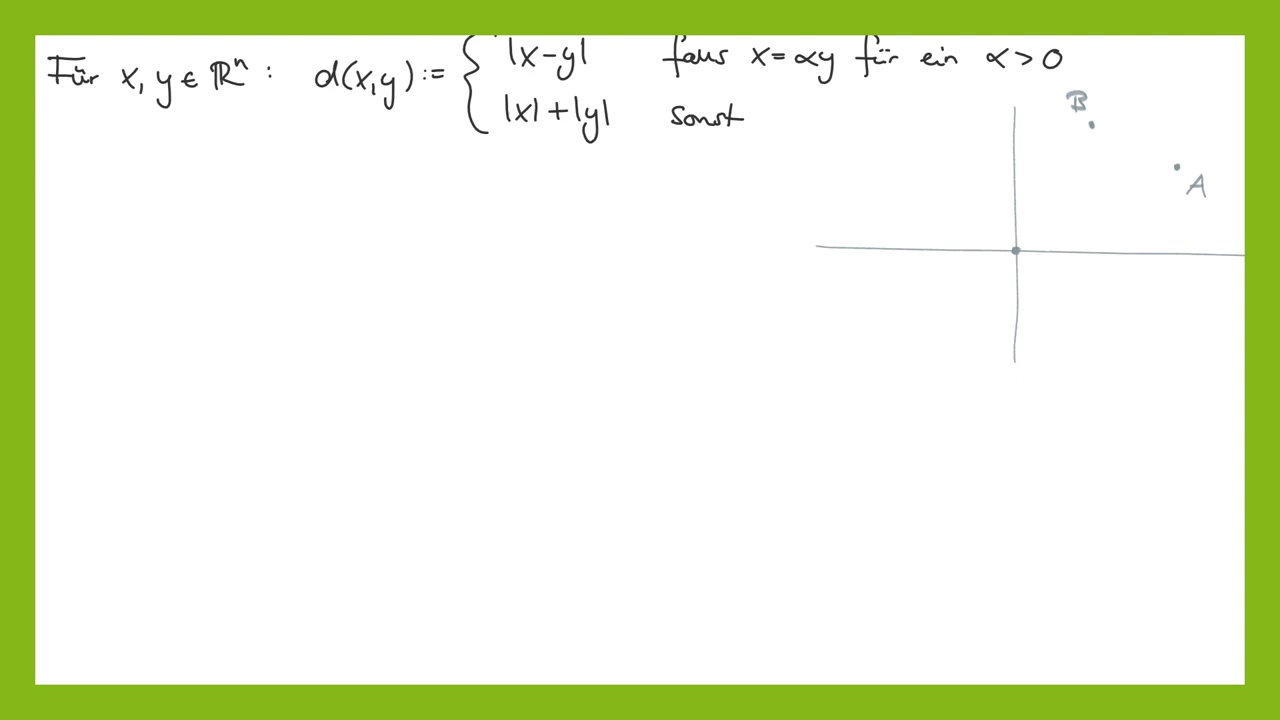 Für x, y ∈ ℝⁿ : d(x,y) := { |x-y| falls x=αy für ein α>0
|x|+|y| sonst
B
A